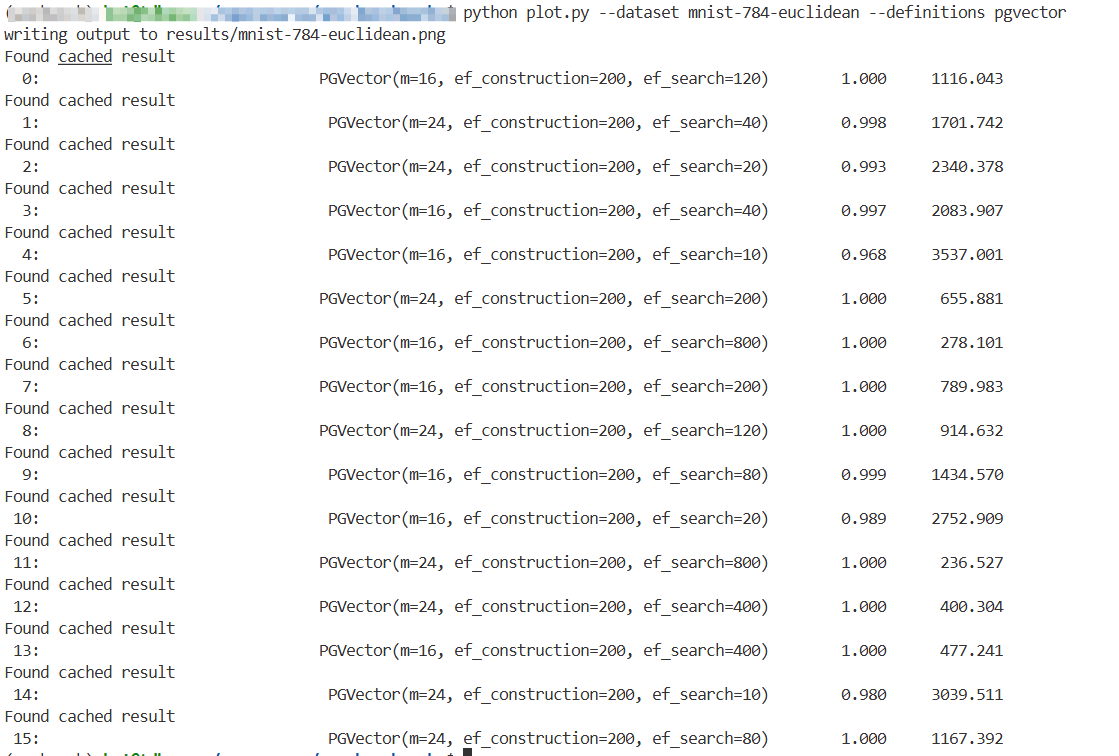 python plot.py --dataset mnist-784-euclidean --definitions pgvector
writing output to results/mnist-784-euclidean.png
Found cached result
0: PGVector(m=16, ef_construction=200, ef_search=120) 1.000 1116.043
Found cached result
1: PGVector(m=24, ef_construction=200, ef_search=40) 0.998 1701.742
Found cached result
2: PGVector(m=24, ef_construction=200, ef_search=20) 0.993 2340.378
Found cached result
3: PGVector(m=16, ef_construction=200, ef_search=40) 0.997 2083.907
Found cached result
4: PGVector(m=16, ef_construction=200, ef_search=10) 0.968 3537.001
Found cached result
5: PGVector(m=24, ef_construction=200, ef_search=200) 1.000 655.881
Found cached result
6: PGVector(m=16, ef_construction=200, ef_search=800) 1.000 278.101
Found cached result
7: PGVector(m=16, ef_construction=200, ef_search=200) 1.000 789.983
Found cached result
8: PGVector(m=24, ef_construction=200, ef_search=120) 1.000 914.632
Found cached result
9: PGVector(m=16, ef_construction=200, ef_search=80) 0.999 1434.570
Found cached result
10: PGVector(m=16, ef_construction=200, ef_search=20) 0.989 2752.909
Found cached result
11: PGVector(m=24, ef_construction=200, ef_search=800) 1.000 236.527
Found cached result
12: PGVector(m=24, ef_construction=200, ef_search=400) 1.000 400.304
Found cached result
13: PGVector(m=16, ef_construction=200, ef_search=400) 1.000 477.241
Found cached result
14: PGVector(m=24, ef_construction=200, ef_search=10) 0.980 3039.511
Found cached result
15: PGVector(m=24, ef_construction=200, ef_search=80) 1.000 1167.392